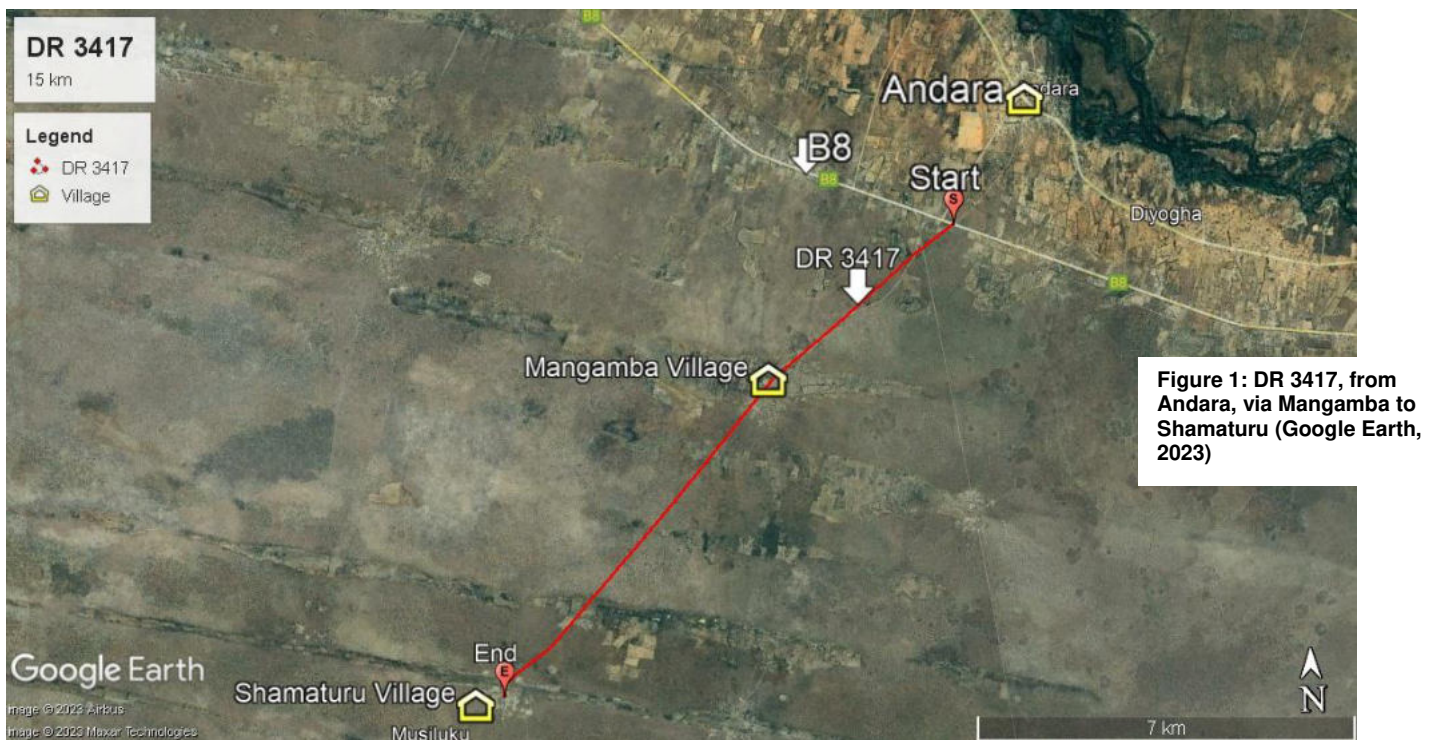 DR 3417
15 km
Legend
DR 3417
Village
B8
Andara
dara
B8
B8
Start
S
Diyogha
DR 3417
B8
Mangamba Village
Figure 1: DR 3417, from
Andara, via Mangamba to
Shamaturu (Google Earth,
2023)
End
E
Google Earth
Shamaturu Village
Musiluku
Image © 2023 Airbus
Image © 2023 Maxar Technologies
N
7 km